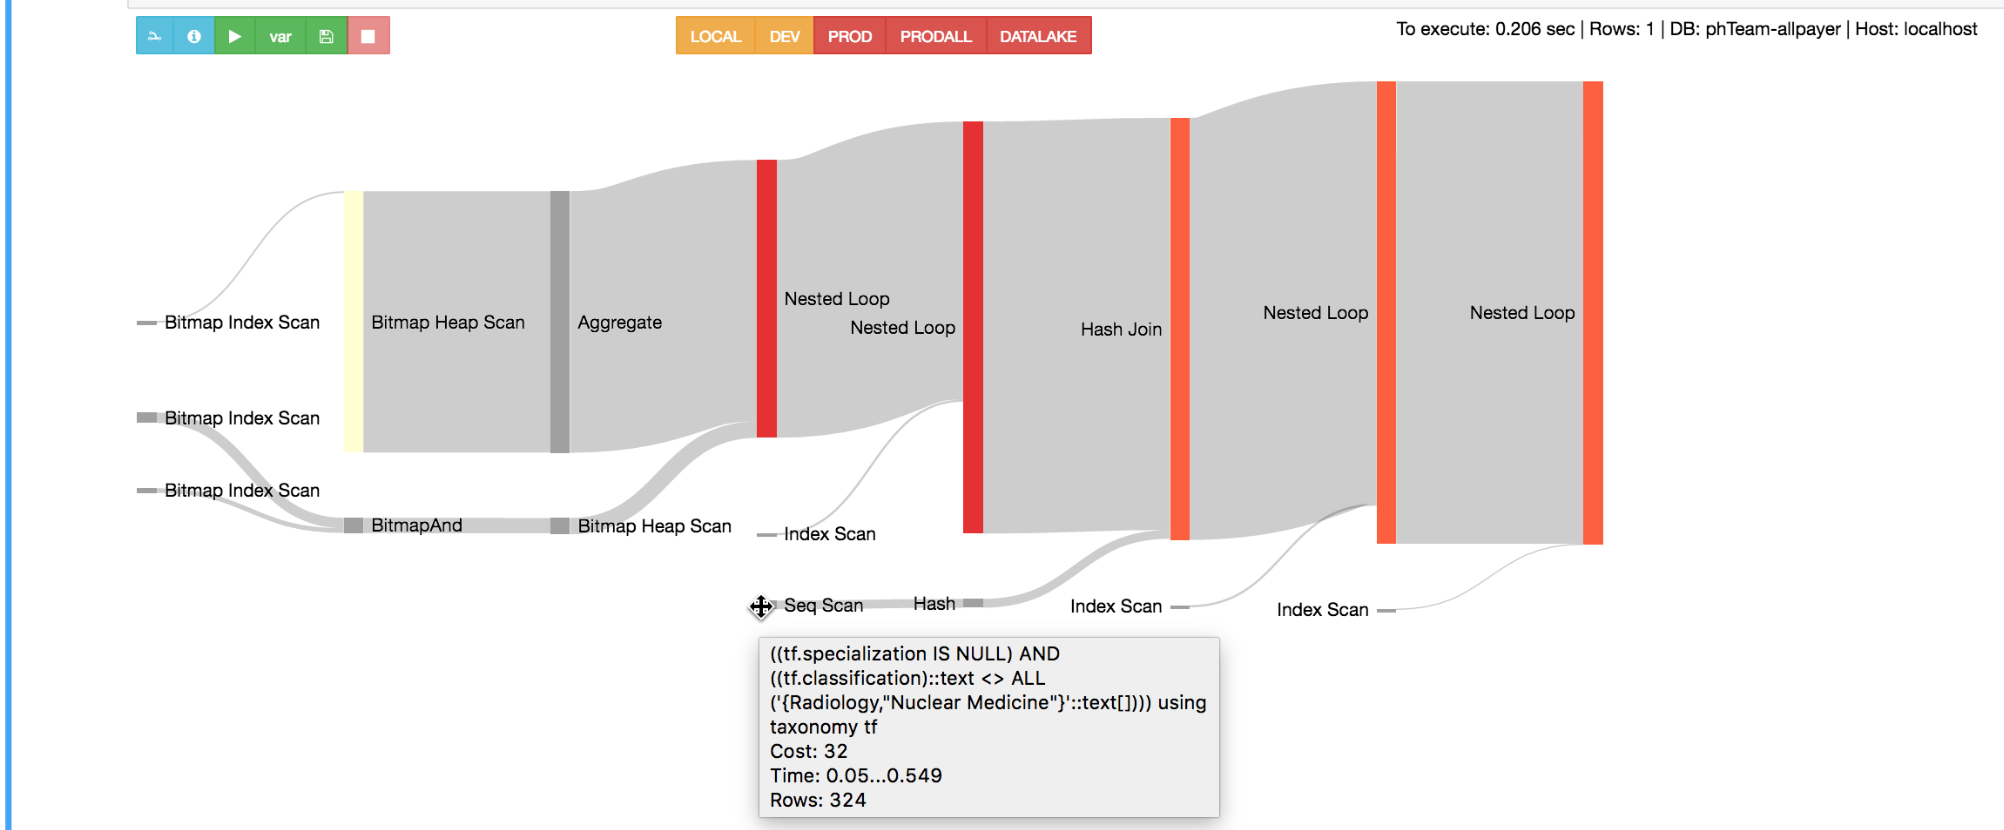 var
LOCAL DEV PROD PRODALL DATALAKE
To execute: 0.206 sec | Rows: 1 | DB: phTeam-allpayer | Host: localhost
Nested Loop
Nested Loop
Nested Loop
Nested Loop
Bitmap Index Scan
Bitmap Heap Scan
Aggregate
Hash Join
Bitmap Index Scan
Bitmap Index Scan
BitmapAnd
Bitmap Heap Scan
Index Scan
Seq Scan
Hash
Index Scan
Index Scan
((tf.specialization IS NULL) AND
((tf.classification)::text <> ALL
('{Radiology,"Nuclear Medicine"}'::text[]))) using
taxonomy tf
Cost: 32
Time: 0.05...0.549
Rows: 324